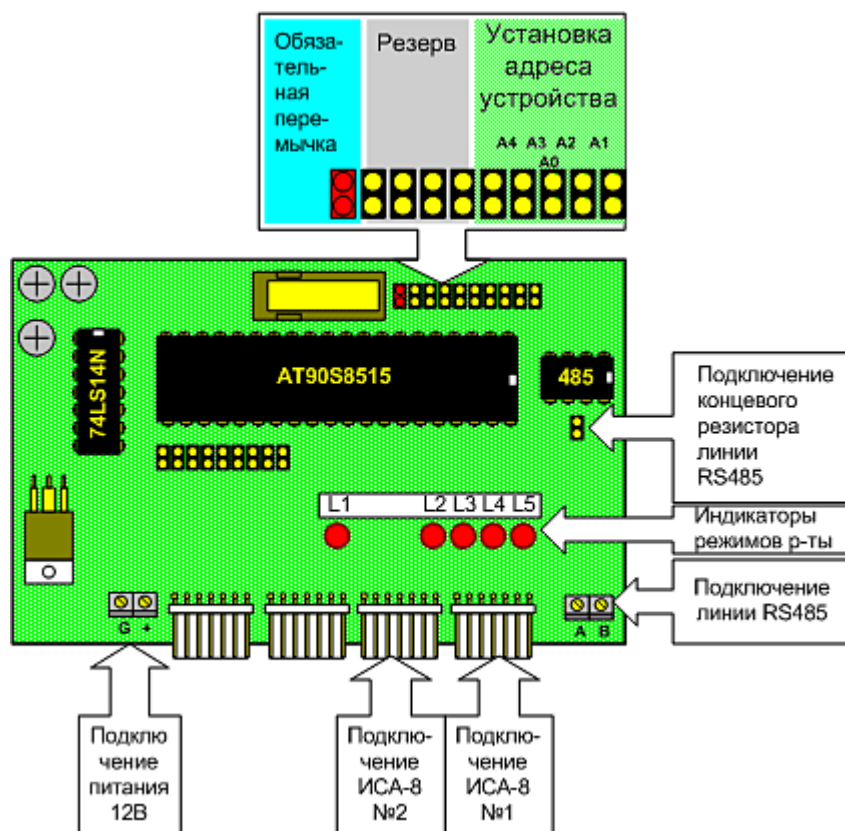 Обяза-
тель-
ная
пере-
мычка
Резерв
Установка
адреса
устройства
A4 A3 A2 A1
A0
74LS14N
AT90S8515
485
Подключение
концевого
резистора
линии
RS485
L1 L2 L3 L4 L5
Индикаторы
режимов р-ты
Подключение
линии RS485
G +
A B
Подклю
чение
питания
12В
Подклю-
чение
ИСА-8
№2
Подклю-
чение
ИСА-8
№1